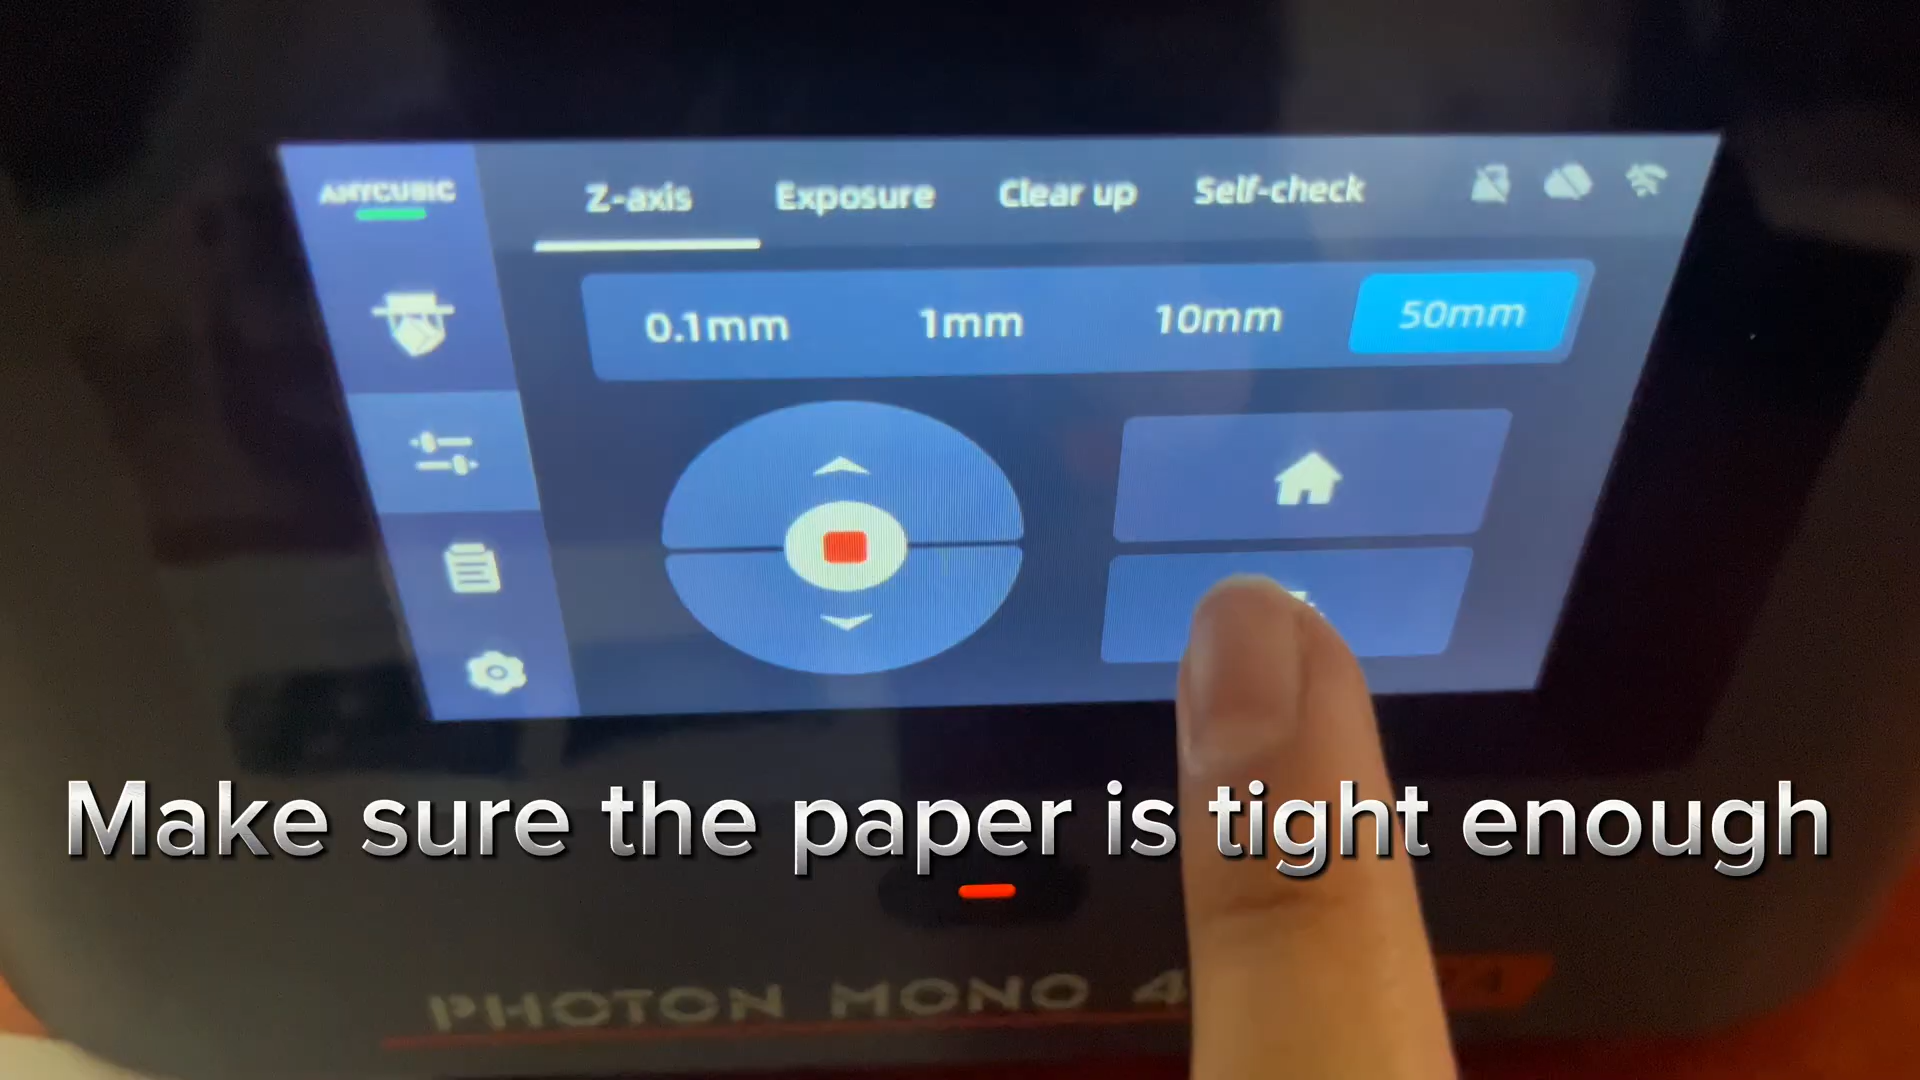 ANYCUBIC
Z-axis Exposure Clear up Self-check
0.1mm 1mm 10mm 50mm
Make sure the paper is tight enough
PHOTON MONO 4